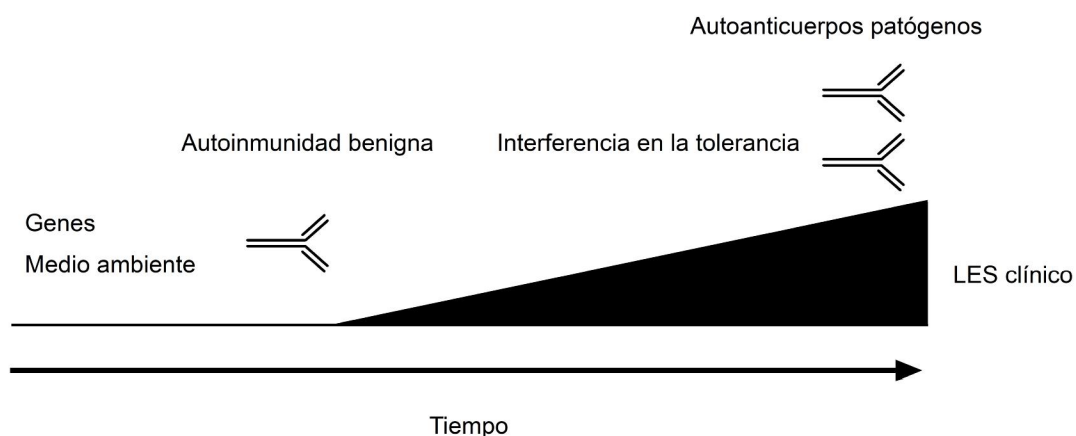 Autoanticuerpos patógenos
Autoinmunidad benigna
Interferencia en la tolerancia
Genes
Medio ambiente
LES clínico
Tiempo